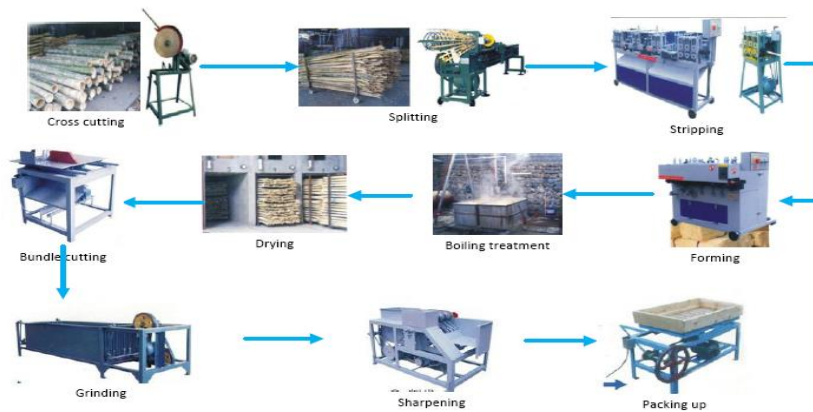 Cross cutting
Splitting
Stripping
Forming
Boiling treatment
Drying
Bundle cutting
Grinding
Sharpening
Packing up